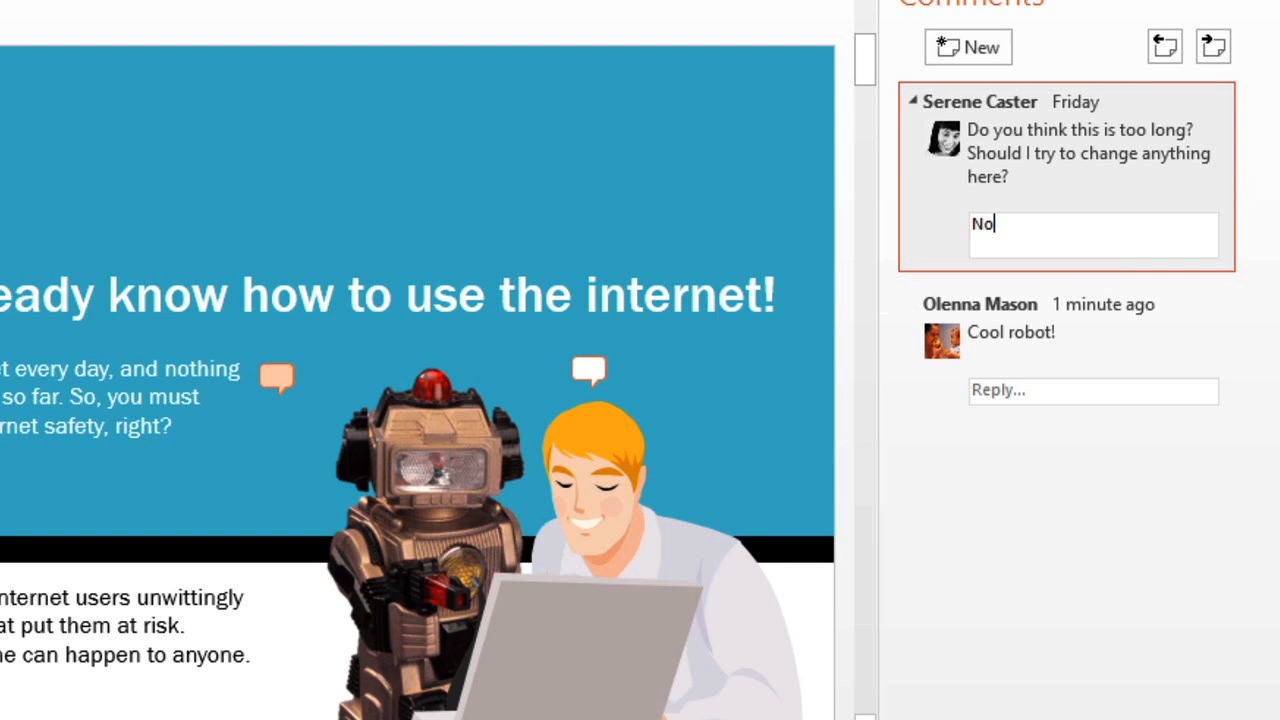 Comments
New
Serene Caster Friday
Do you think this is too long?
Should I try to change anything
here?
No
Olenna Mason 1 minute ago
Cool robot!
Reply...
eady know how to use the internet!
et every day, and nothing
so far. So, you must
rnet safety, right?
nternet users unwittingly
at put them at risk.
ne can happen to anyone.